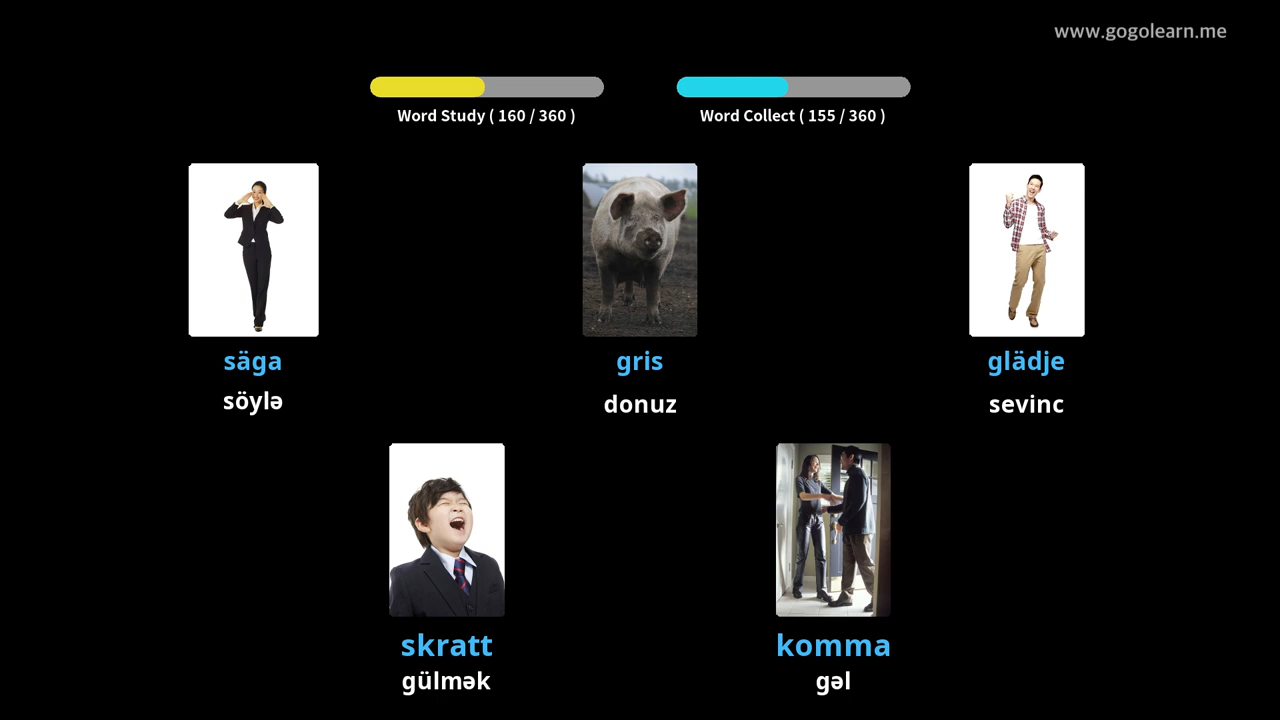 www.gogolearn.me
Word Study ( 160 / 360 )
Word Collect ( 155 / 360 )
säga
söylə
gris
donuz
glädje
sevinc
skratt
gülmək
komma
gəl